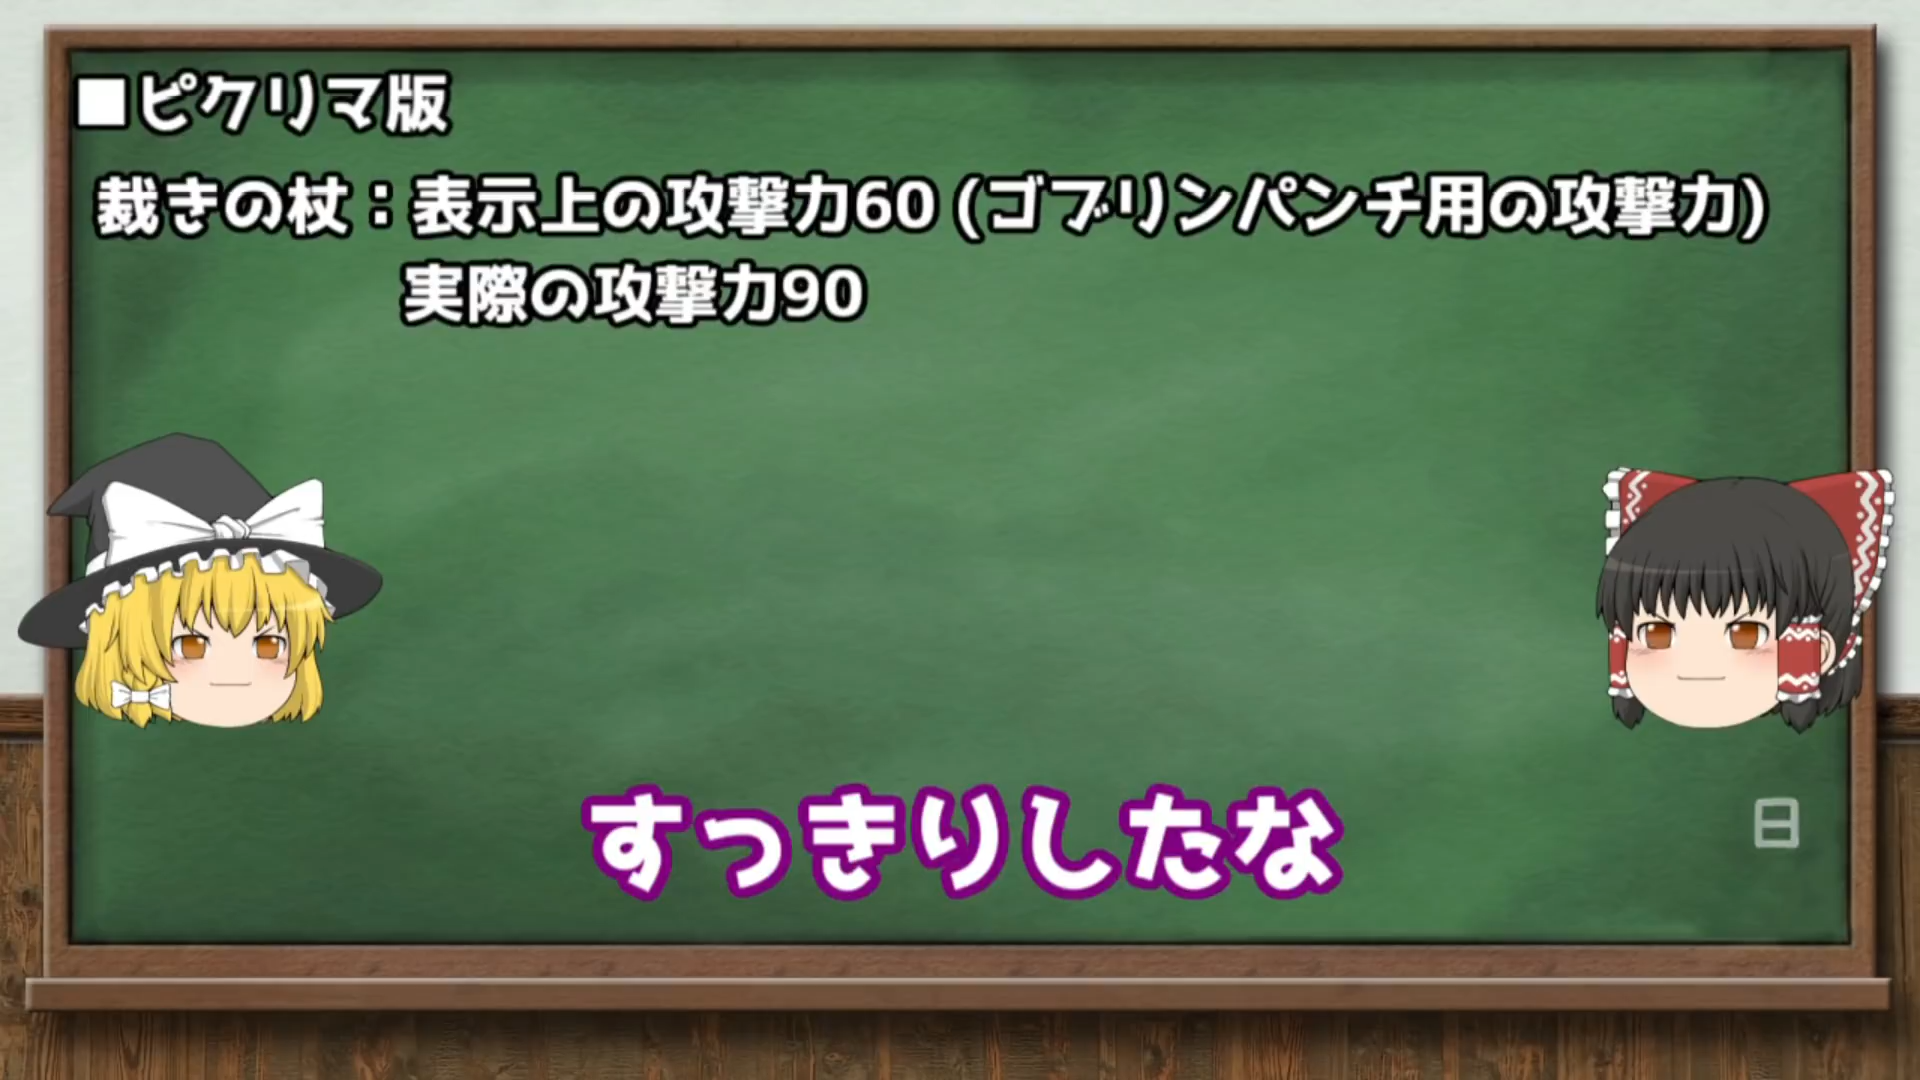 ■ピクリマ版
裁きの杖：表示上の攻撃力60 (ゴブリンパンチ用の攻撃力)
実際の攻撃力90
すっきりしたな
日